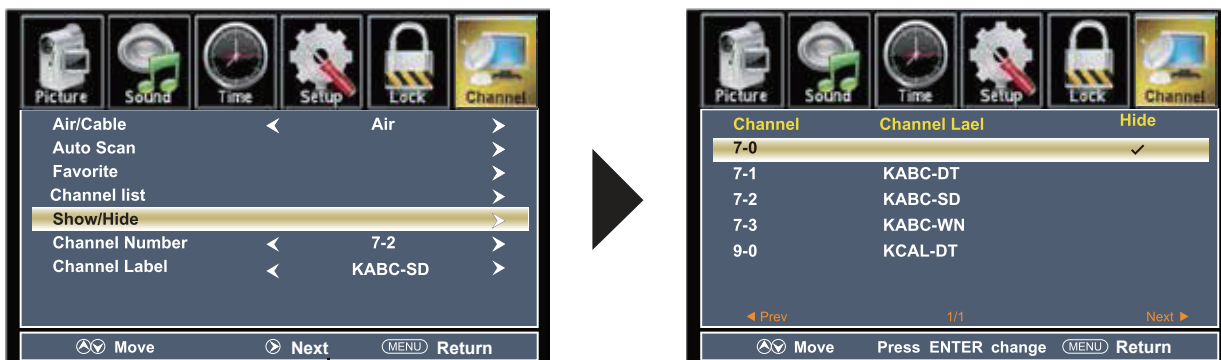 Picture Sound Time Setup Lock Channel
Air/Cable Air
Auto Scan
Favorite
Channel list
Show/Hide
Channel Number 7-2
Channel Label KABC-SD
Move Next MENU Return
Picture Sound Time Setup Lock Channel
Channel Channel Lael Hide
7-0 ✓
7-1 KABC-DT
7-2 KABC-SD
7-3 KABC-WN
9-0 KCAL-DT
◀ Prev 1/1 Next ▶
Move Press ENTER change MENU Return